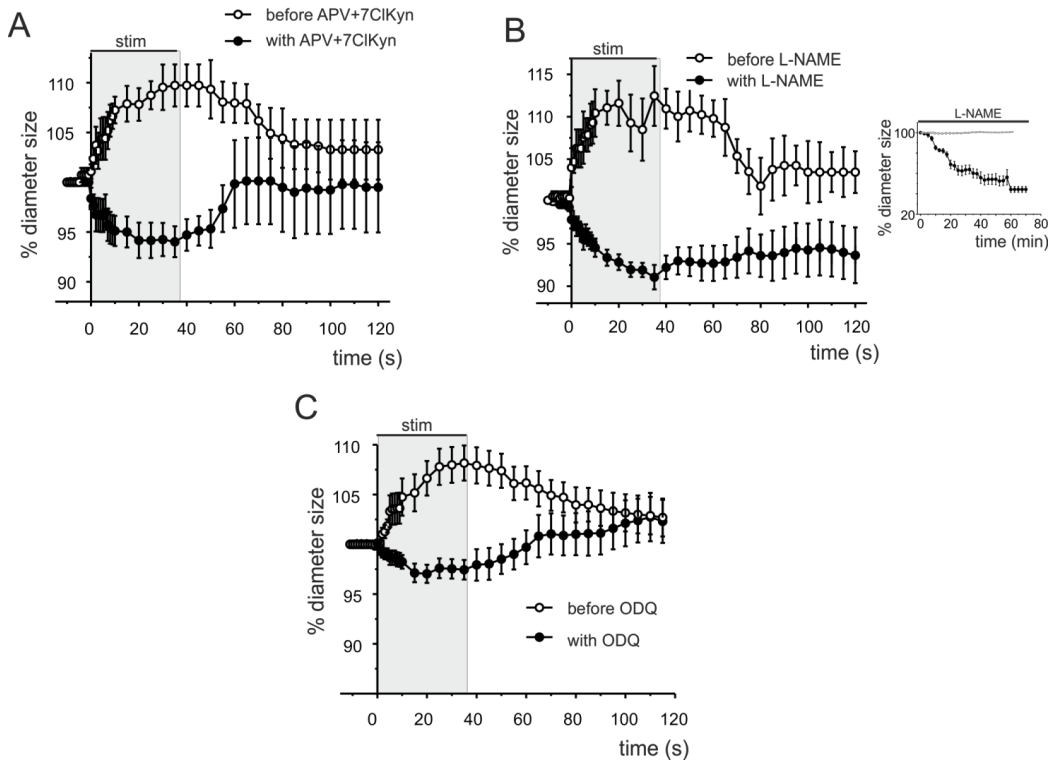 A
before APV+7ClKyn
with APV+7ClKyn
stim
110
105
100
95
90
% diameter size
0 20 40 60 80 100 120
time (s)
B
before L-NAME
with L-NAME
stim
115
110
105
100
95
90
% diameter size
0 20 40 60 80 100 120
time (s)
L-NAME
100
20
% diameter size
0 20 40 60 80
time (min)
C
stim
110
105
100
95
90
% diameter size
before ODQ
with ODQ
0 20 40 60 80 100 120
time (s)